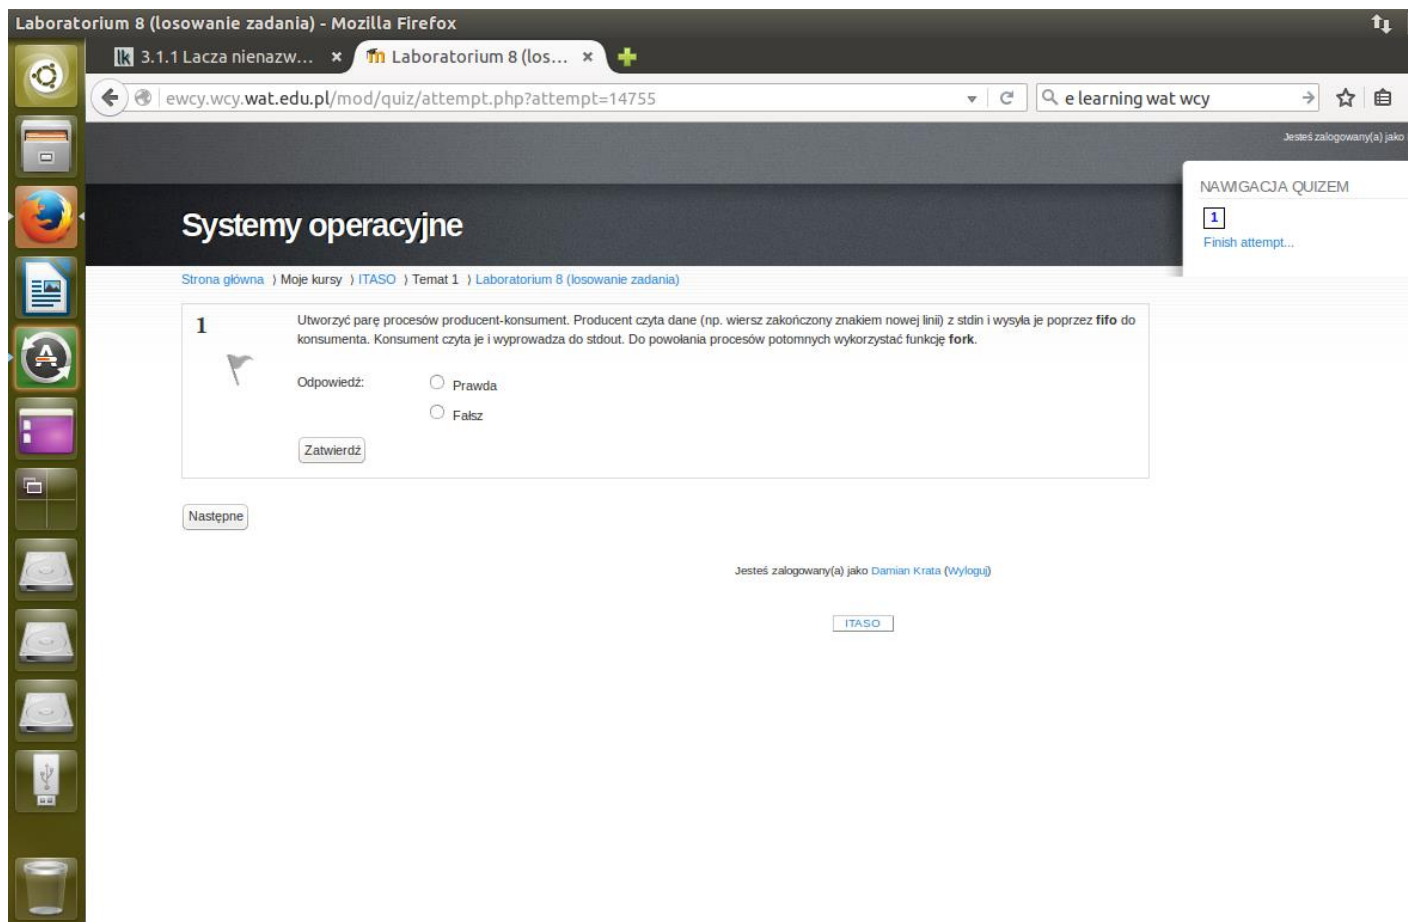 Laboratorium 8 (losowanie zadania) - Mozilla Firefox
lk 3.1.1 Lacza nienazw... × Laboratorium 8 (los... ×
ewcy.wcy.wat.edu.pl/mod/quiz/attempt.php?attempt=14755
e learning wat wcy
Jesteś zalogowany(a) jako
NAWIGACJA QUIZEM
1
Finish attempt...
Systemy operacyjne
Strona główna ⟩ Moje kursy ⟩ ITASO ⟩ Temat 1 ⟩ Laboratorium 8 (losowanie zadania)
1
Utworzyć parę procesów producent-konsument. Producent czyta dane (np. wiersz zakończony znakiem nowej linii) z stdin i wysyła je poprzez fifo do
konsumenta. Konsument czyta je i wyprowadza do stdout. Do powołania procesów potomnych wykorzystać funkcję fork.
Odpowiedź:
Prawda
Fałsz
Zatwierdź
Następne
Jesteś zalogowany(a) jako Damian Krata (Wyloguj)
ITASO